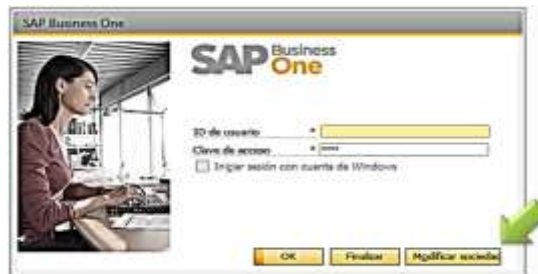 SAP Business One
SAP Business One
ID de usuario *
Clave de acceso * ****
Iniciar sesión con cuenta de Windows
OK Finalizar Modificar sociedad